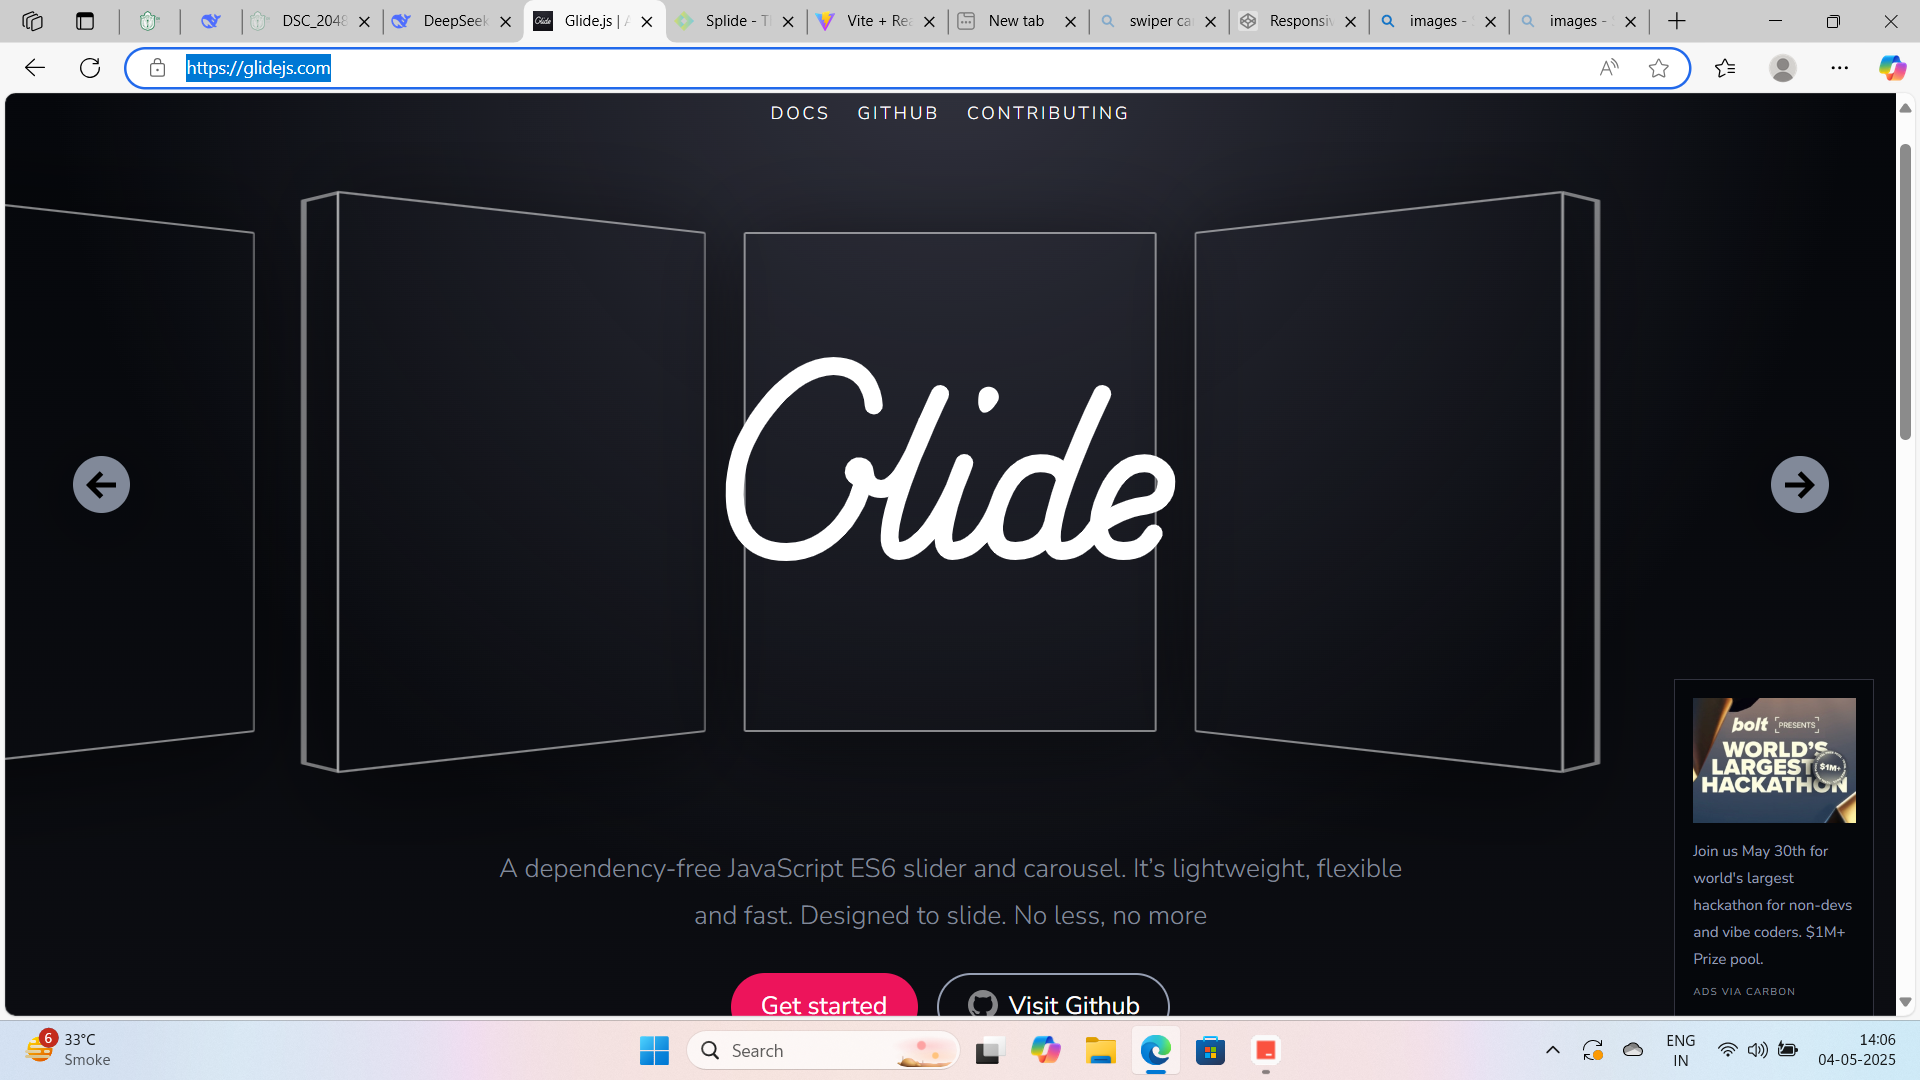 DSC_2048
DeepSeek
Glide.js | A
Splide - Th
Vite + Rea
New tab
swiper ca
Responsiv
images -
images -
https://glidejs.com
DOCS GITHUB CONTRIBUTING
Glide
bolt PRESENTS
WORLD'S
LARGEST
HACKATHON
$1M+
A dependency-free JavaScript ES6 slider and carousel. It’s lightweight, flexible
and fast. Designed to slide. No less, no more
Join us May 30th for
world's largest
hackathon for non-devs
and vibe coders. $1M+
Prize pool.
ADS VIA CARBON
Get started
Visit Github
6
33°C
Smoke
Search
ENG
IN
14:06
04-05-2025